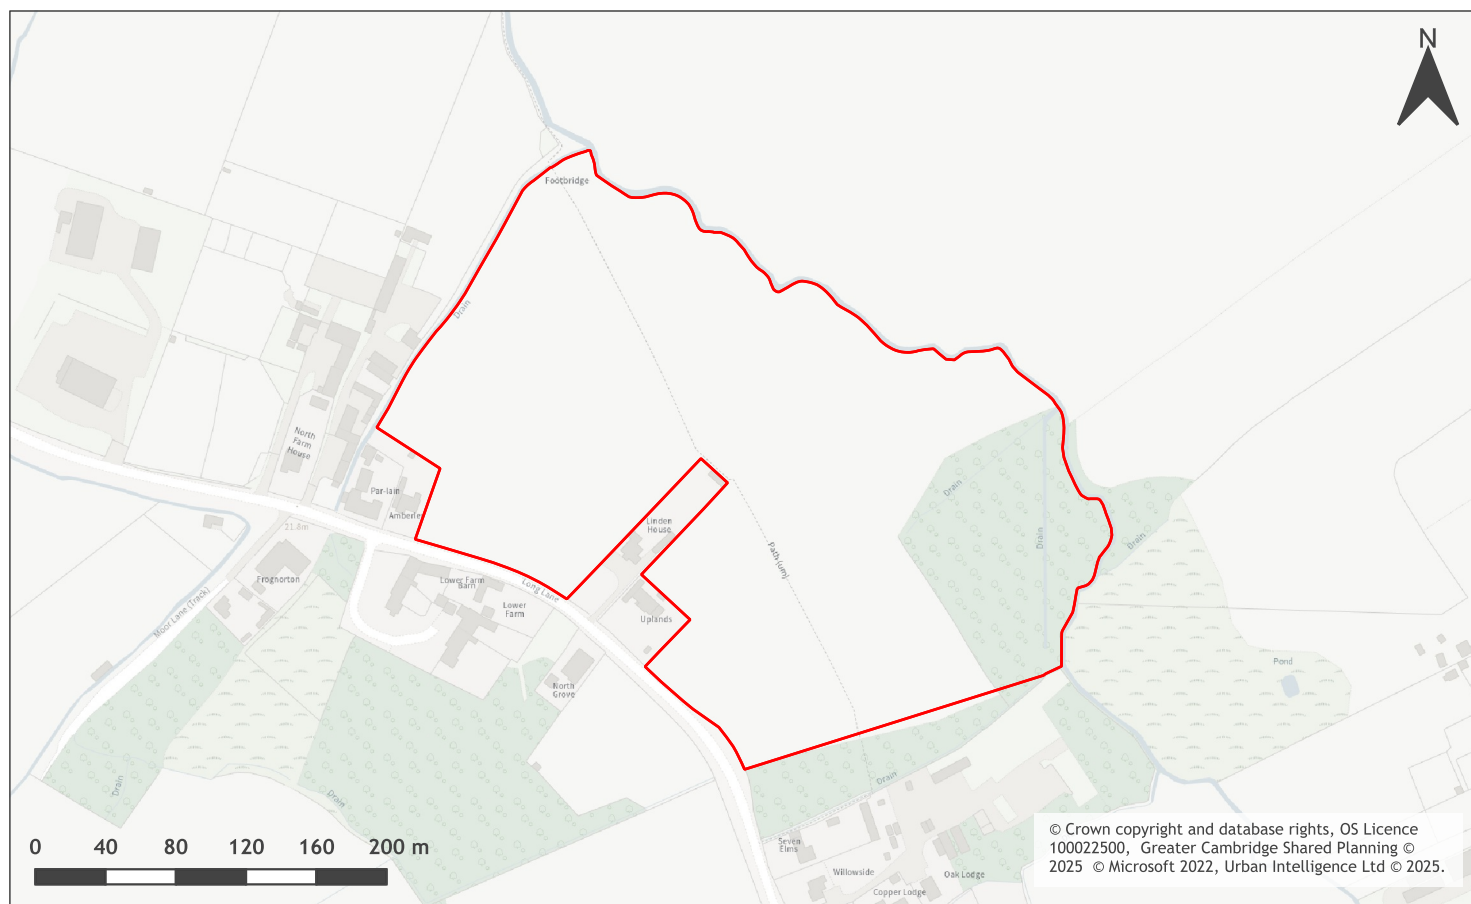 N
Footbridge
Drain
North
Farm
House
Par-lain
Amberley
21.4m
Linden
House
Path (um)
Drain
Drain
Drain
Frognorton
Lower Farm
Barn
Long Lane
Lower
Farm
Uplands
Moor Lane (Track)
North
Grove
Pond
Drain
Drain
Drain
Seven
Elms
Willowside
Oak Lodge
Copper Lodge
0 40 80 120 160 200 m
© Crown copyright and database rights, OS Licence
100022500, Greater Cambridge Shared Planning ©
2025 © Microsoft 2022, Urban Intelligence Ltd © 2025.